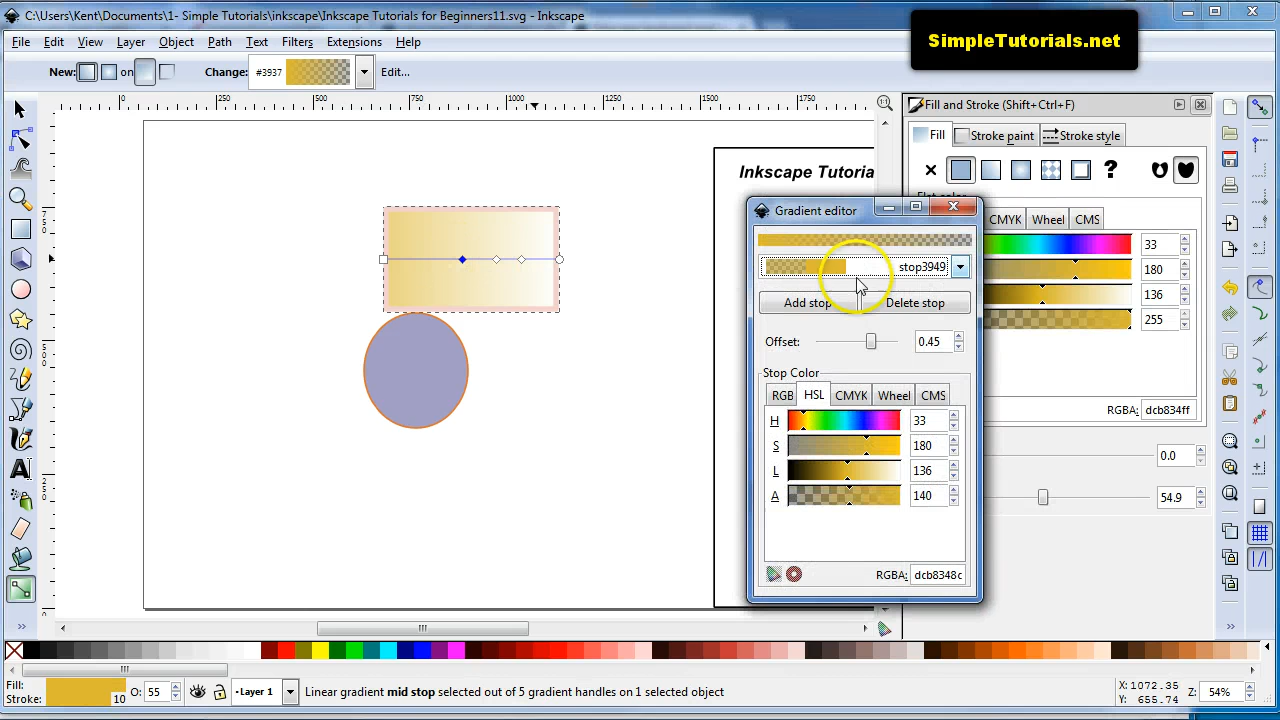 C:\Users\Kent\Documents\1- Simple Tutorials\inkscape\Inkscape Tutorials for Beginners11.svg - Inkscape
SimpleTutorials.net
File Edit View Layer Object Path Text Filters Extensions Help
New: on Change: #3937 Edit...
Fill and Stroke (Shift+Ctrl+F)
0 250 500 750 1000 1250 1500 1750
Fill Stroke paint Stroke style
?
Inkscape Tutoria
Gradient editor
CMYK Wheel CMS
33
180
136
255
RGBA: dcb834ff
0.0
54.9
stop3949
Add stop Delete stop
Offset: 0.45
Stop Color
RGB HSL CMYK Wheel CMS
H 33
S 180
L 136
A 140
RGBA: dcb8348c
Fill:
Stroke: 10
O: 55
Layer 1
Linear gradient mid stop selected out of 5 gradient handles on 1 selected object
X: 1072.35
Y: 655.74
Z: 54%